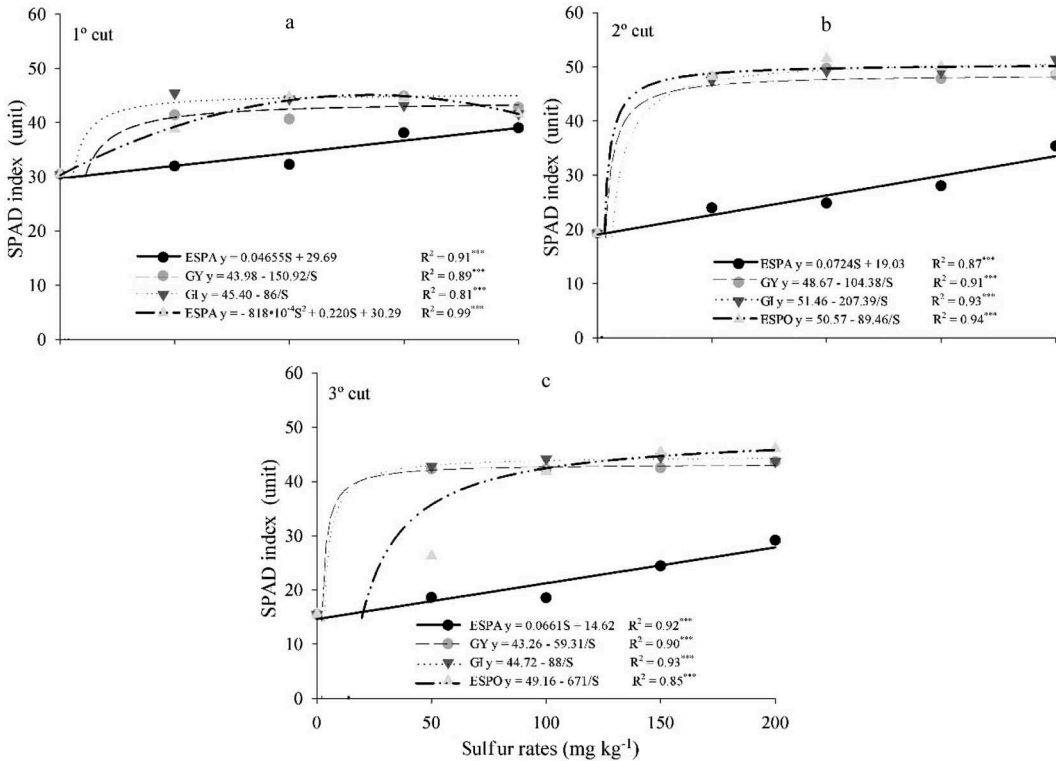 1º cut
a
60
50
40
30
20
10
0
SPAD index (unit)
ESPA y = 0.04655S + 29.69 R² = 0.91***
GY y = 43.98 - 150.92/S R² = 0.89***
GI y = 45.40 - 86/S R² = 0.81***
ESPA y = - 818•10⁻⁴S² + 0.220S + 30.29 R² = 0.99***
2º cut
b
60
50
40
30
20
10
0
SPAD index (unit)
ESPA y = 0.0724S + 19.03 R² = 0.87***
GY y = 48.67 - 104.38/S R² = 0.91***
GI y = 51.46 - 207.39/S R² = 0.93***
ESPO y = 50.57 - 89.46/S R² = 0.94***
3º cut
c
60
50
40
30
20
10
0
SPAD index (unit)
ESPA y = 0.0661S + 14.62 R² = 0.92***
GY y = 43.26 - 59.31/S R² = 0.90***
GI y = 44.72 - 88/S R² = 0.93***
ESPO y = 49.16 - 671/S R² = 0.85***
0 50 100 150 200
Sulfur rates (mg kg⁻¹)